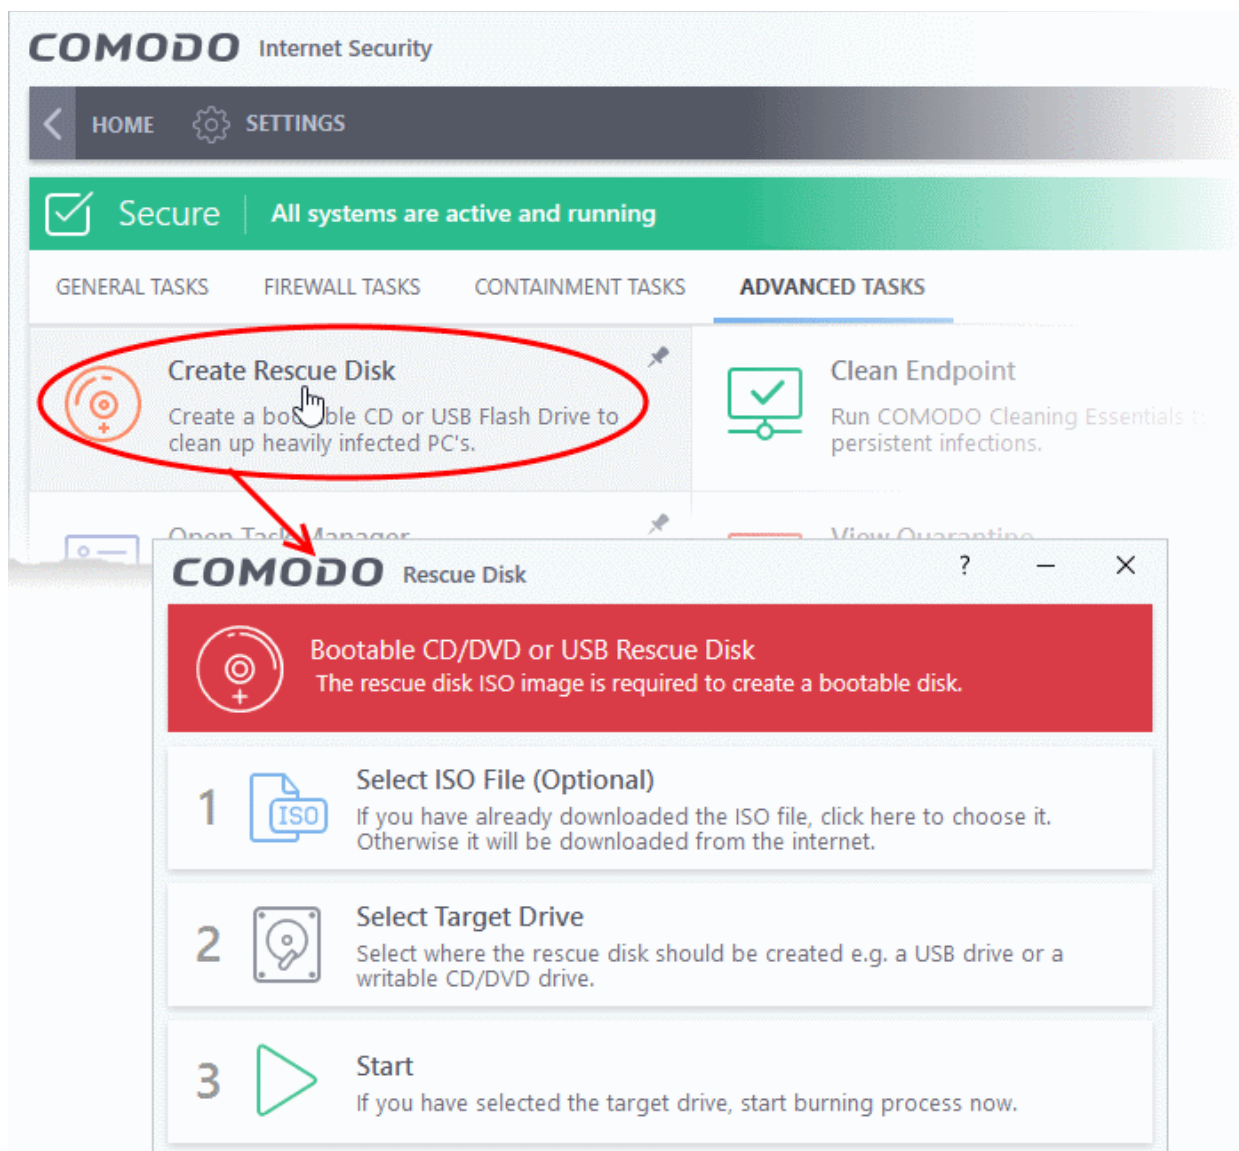 COMODO Internet Security
HOME SETTINGS
Secure All systems are active and running
GENERAL TASKS FIREWALL TASKS CONTAINMENT TASKS ADVANCED TASKS
Create Rescue Disk
Create a bootable CD or USB Flash Drive to
clean up heavily infected PC's.
Clean Endpoint
Run COMODO Cleaning Essentials
persistent infections.
Open Task Manager
View Quarantine
COMODO Rescue Disk
?
Bootable CD/DVD or USB Rescue Disk
The rescue disk ISO image is required to create a bootable disk.
1
ISO
Select ISO File (Optional)
If you have already downloaded the ISO file, click here to choose it.
Otherwise it will be downloaded from the internet.
2
Select Target Drive
Select where the rescue disk should be created e.g. a USB drive or a
writable CD/DVD drive.
3
Start
If you have selected the target drive, start burning process now.